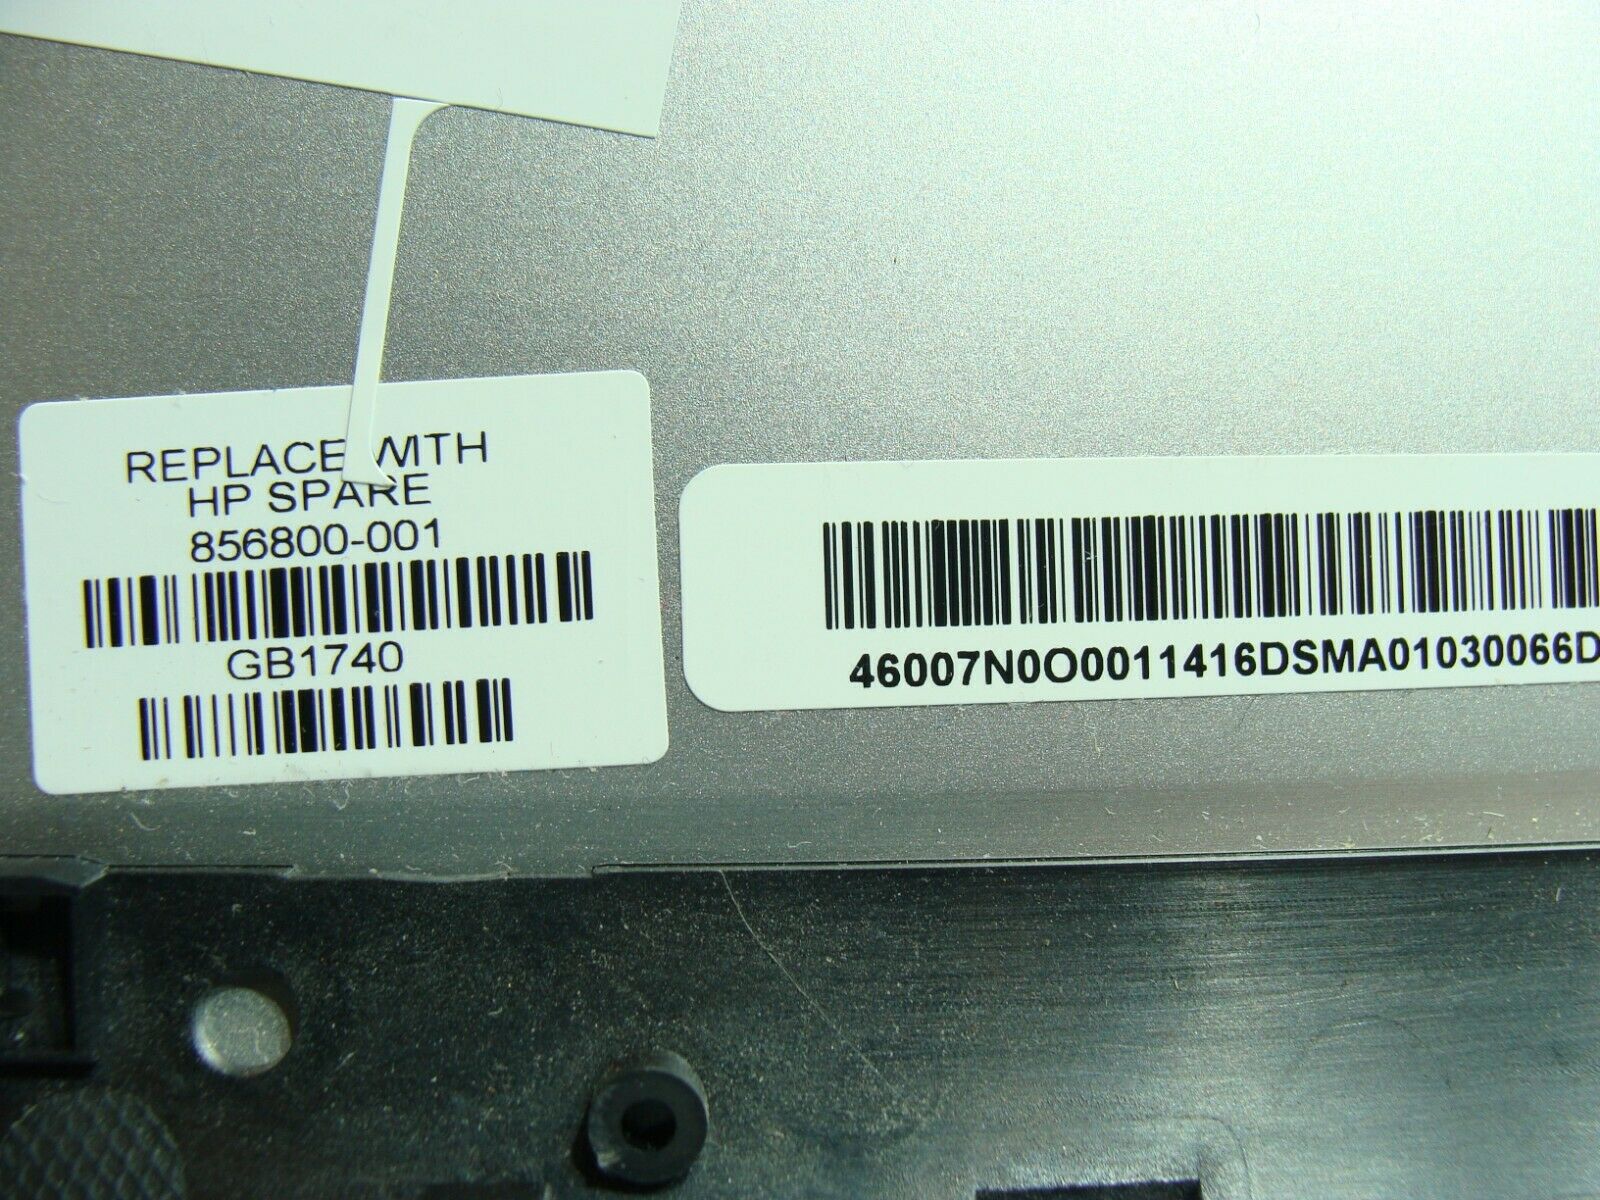 REPLACE WITH
HP SPARE
856800-001
GB1740
46007N0O0011416DSMA01030066D